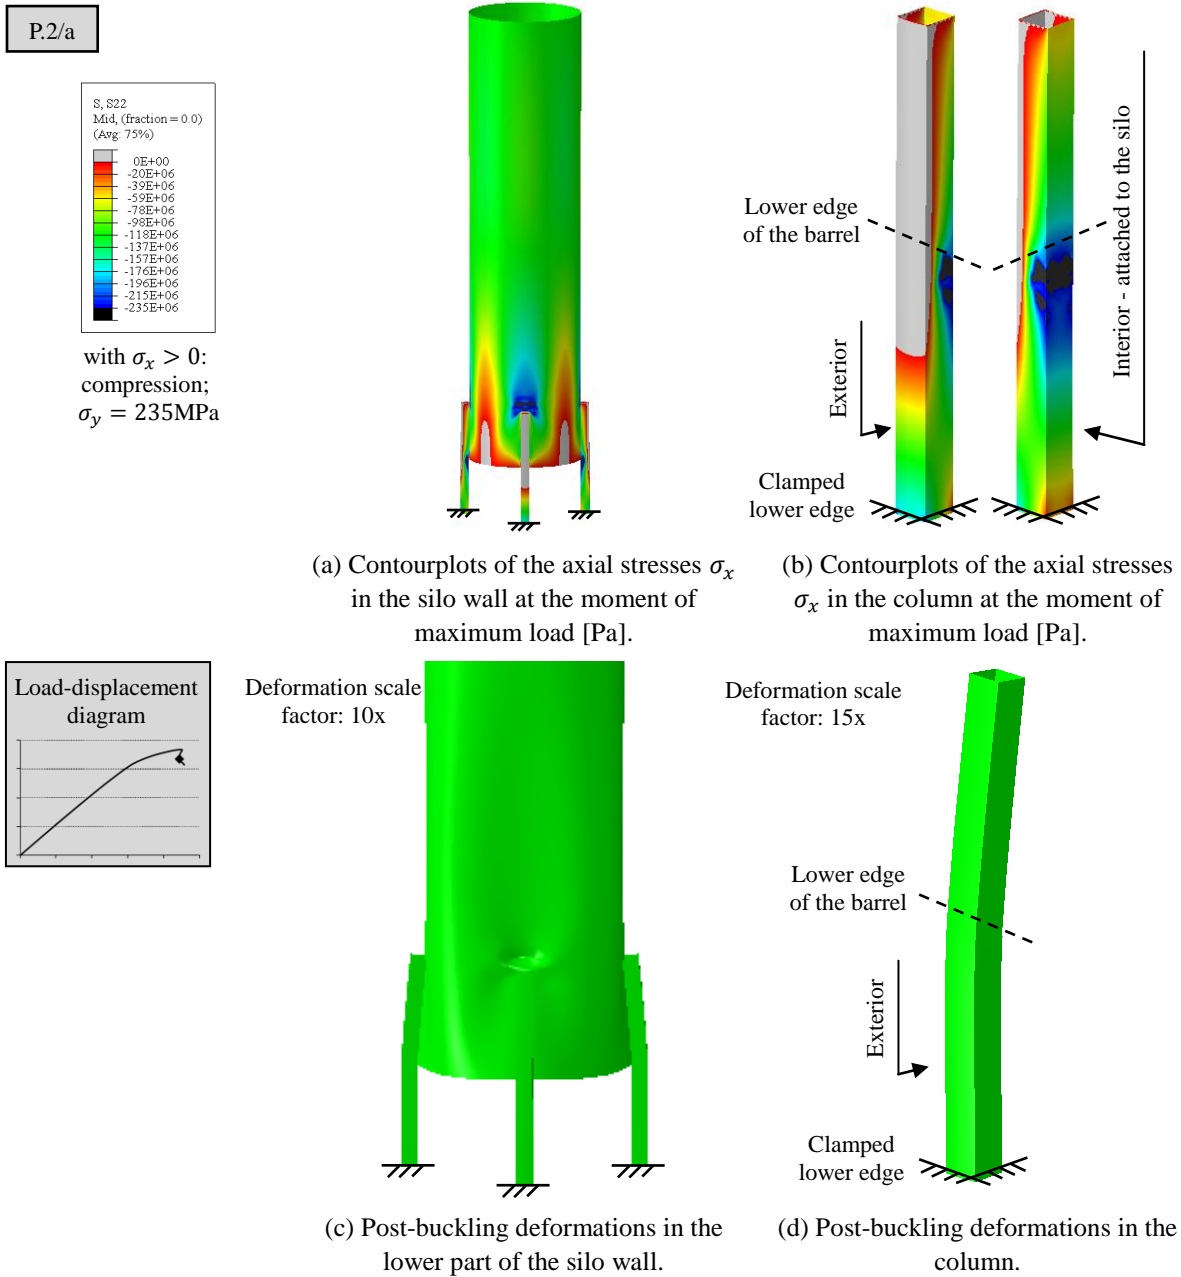 P.2/a
S, S22
Mid, (fraction = 0.0)
(Avg: 75%)
0E+00
-20E+06
-39E+06
-59E+06
-78E+06
-98E+06
-118E+06
-137E+06
-157E+06
-176E+06
-196E+06
-215E+06
-235E+06
with σₓ > 0:
compression;
σᵧ = 235MPa
Lower edge
of the barrel
Exterior
Clamped
lower edge
Interior - attached to the silo
(a) Contourplots of the axial stresses σₓ
in the silo wall at the moment of
maximum load [Pa].
(b) Contourplots of the axial stresses
σₓ in the column at the moment of
maximum load [Pa].
Load-displacement
diagram
Deformation scale
factor: 10x
Deformation scale
factor: 15x
Lower edge
of the barrel
Exterior
Clamped
lower edge
(c) Post-buckling deformations in the
lower part of the silo wall.
(d) Post-buckling deformations in the
column.